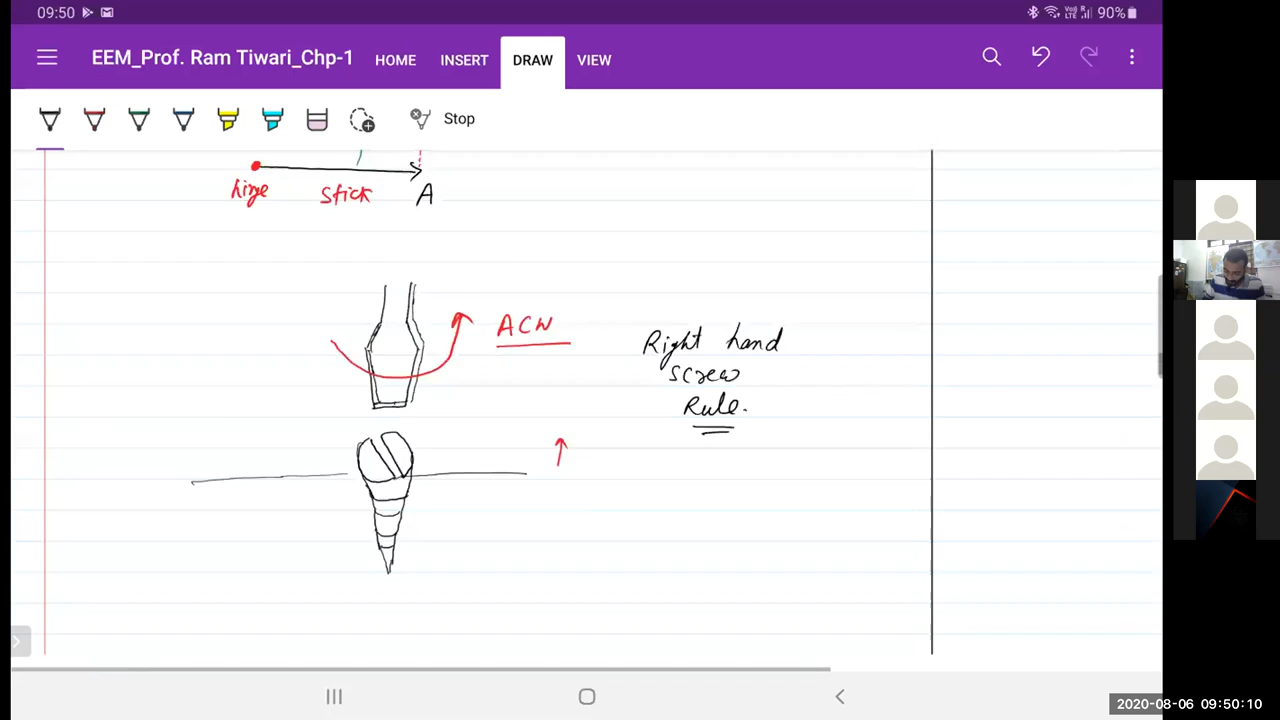 09:50
90%
EEM_Prof. Ram Tiwari_Chp-1
HOME
INSERT
DRAW
VIEW
Stop
hinge
stick
A
ACW
Right hand
screw
Rule.
2020-08-06 09:50:10